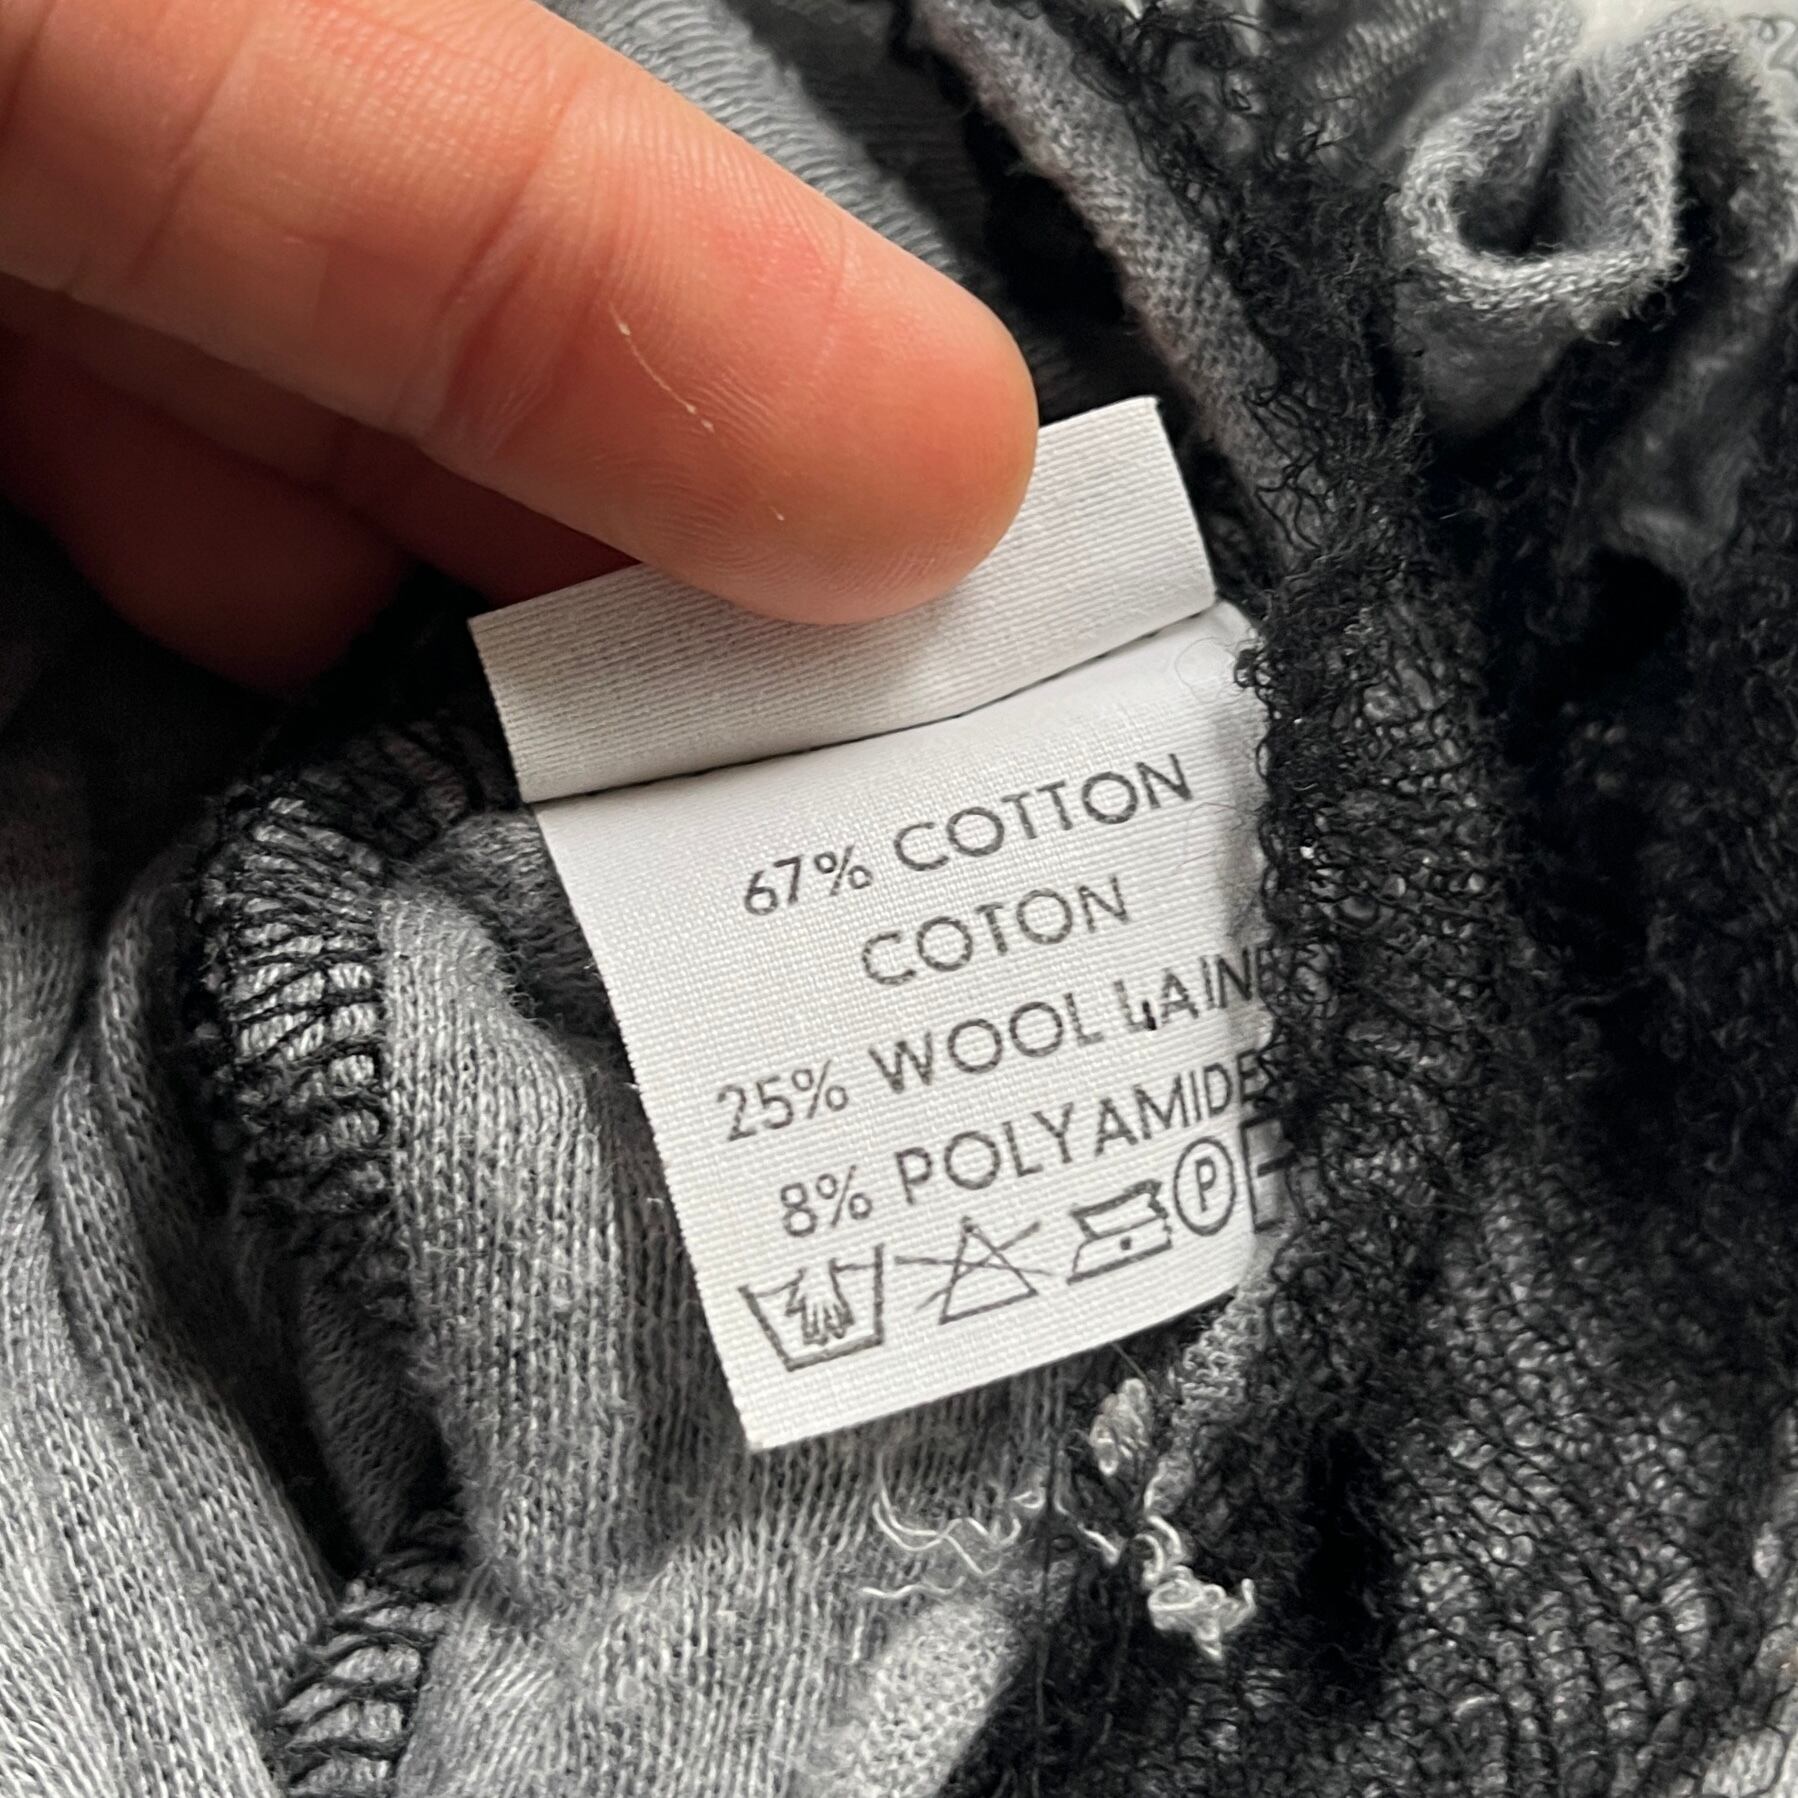 67% COTTON
COTON
25% WOOL LAINE
8% POLYAMIDE
P